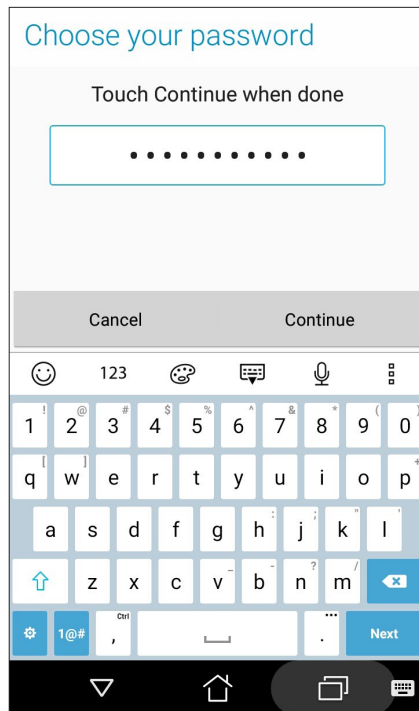 Choose your password
Touch Continue when done
• • • • • • • • • • •
Cancel Continue
123
! @ # $ % ^ & * ( )
1 2 3 4 5 6 7 8 9 0
[ ] +
q w e r t y u i o p
: ; " '
a s d f g h j k l
_ - ? /
z x c v b n m
Ctrl ...
1@# , . Next